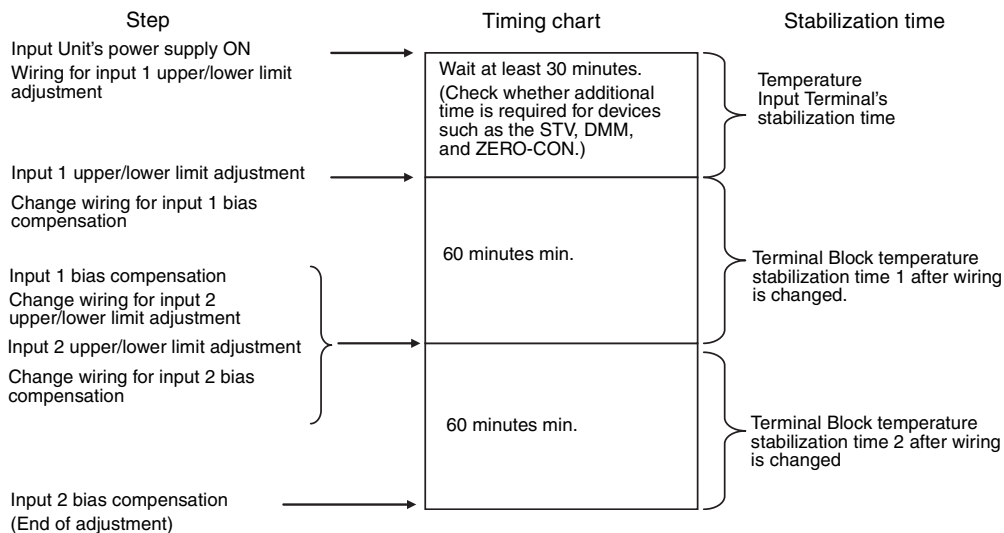 Step
Timing chart
Stabilization time
Input Unit's power supply ON
Wiring for input 1 upper/lower limit
adjustment
Wait at least 30 minutes.
(Check whether additional
time is required for devices
such as the STV, DMM,
and ZERO-CON.)
Temperature
Input Terminal's
stabilization time
Input 1 upper/lower limit adjustment
Change wiring for input 1 bias
compensation
60 minutes min.
Terminal Block temperature
stabilization time 1 after wiring
is changed.
Input 1 bias compensation
Change wiring for input 2
upper/lower limit adjustment
Input 2 upper/lower limit adjustment
Change wiring for input 2 bias
compensation
60 minutes min.
Terminal Block temperature
stabilization time 2 after wiring
is changed
Input 2 bias compensation
(End of adjustment)